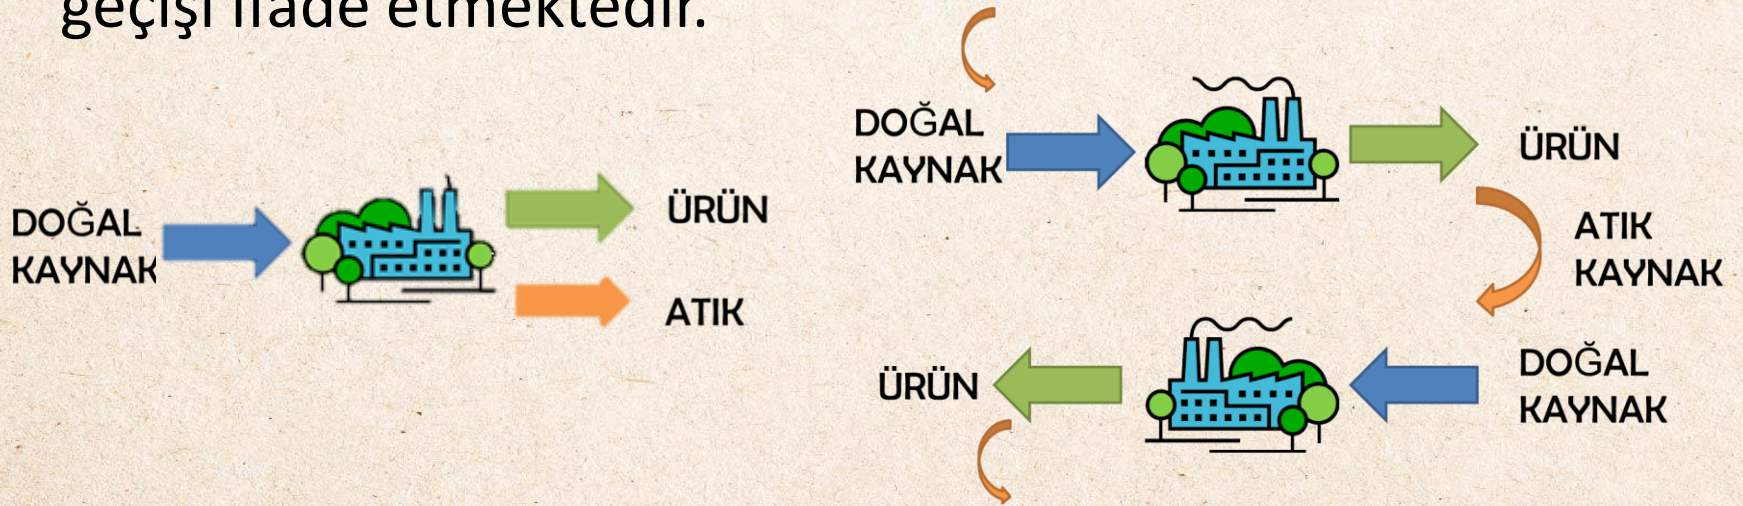 geçişi ifade etmektedir.
DOĞAL
KAYNAK
ÜRÜN
ATIK
DOĞAL
KAYNAK
ÜRÜN
ATIK
KAYNAK
DOĞAL
KAYNAK
ÜRÜN